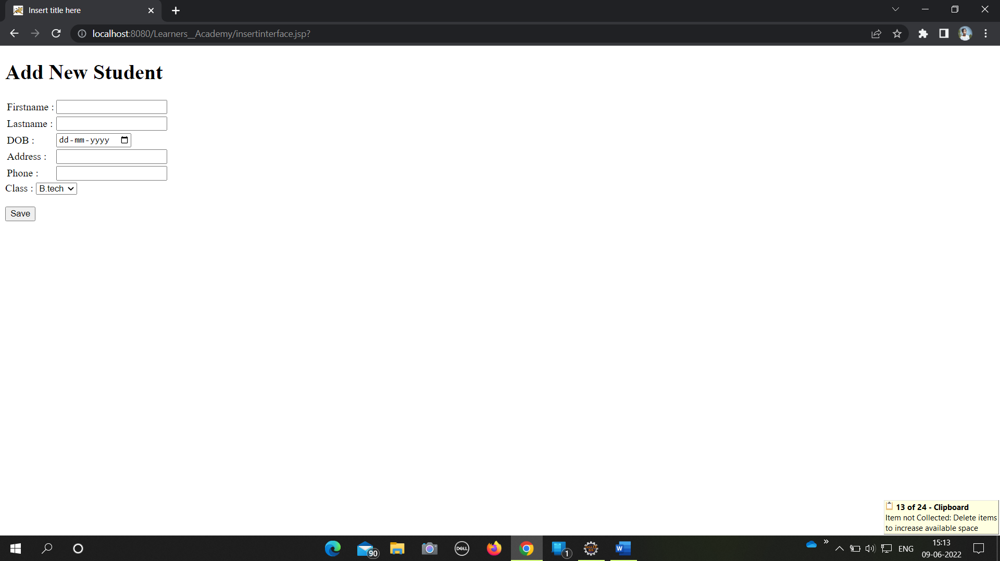 Insert title here
localhost:8080/Learners__Academy/insertinterface.jsp?
Add New Student
Firstname :
Lastname :
DOB : dd-mm-yyyy
Address :
Phone :
Class : B.tech
Save
13 of 24 - Clipboard
Item not Collected: Delete items
to increase available space
90
DELL
1
W
ENG
15:13
09-06-2022